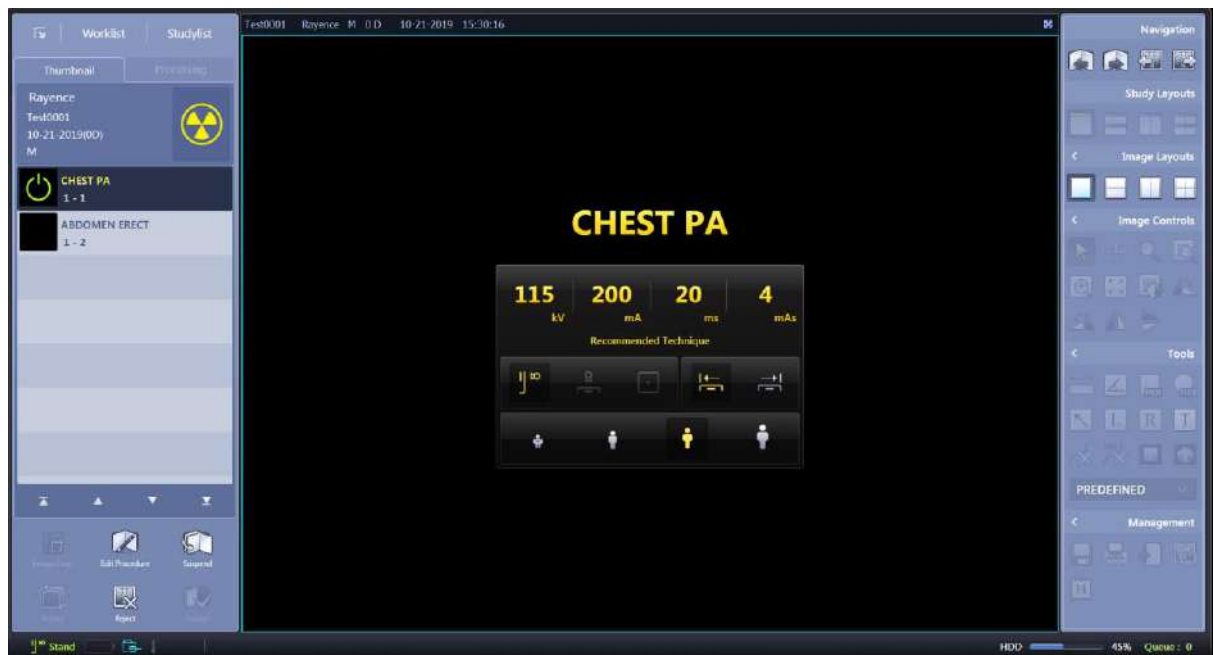 Worklist
Studylist
Thumbnail
Rayence
Test0001
10-21-2019(0D)
M
CHEST PA
1 - 1
ABDOMEN ERECT
1 - 2
Edit Procedure
Suspend
Reject
Stand
Test0001 Rayence M 0 D 10-21-2019 15:30:16
CHEST PA
115 kV
200 mA
20 ms
4 mAs
Recommended Technique
Navigation
Study Layouts
Image Layouts
Image Controls
Tools
L R T
PREDEFINED
Management
HDD 45% Queue : 0